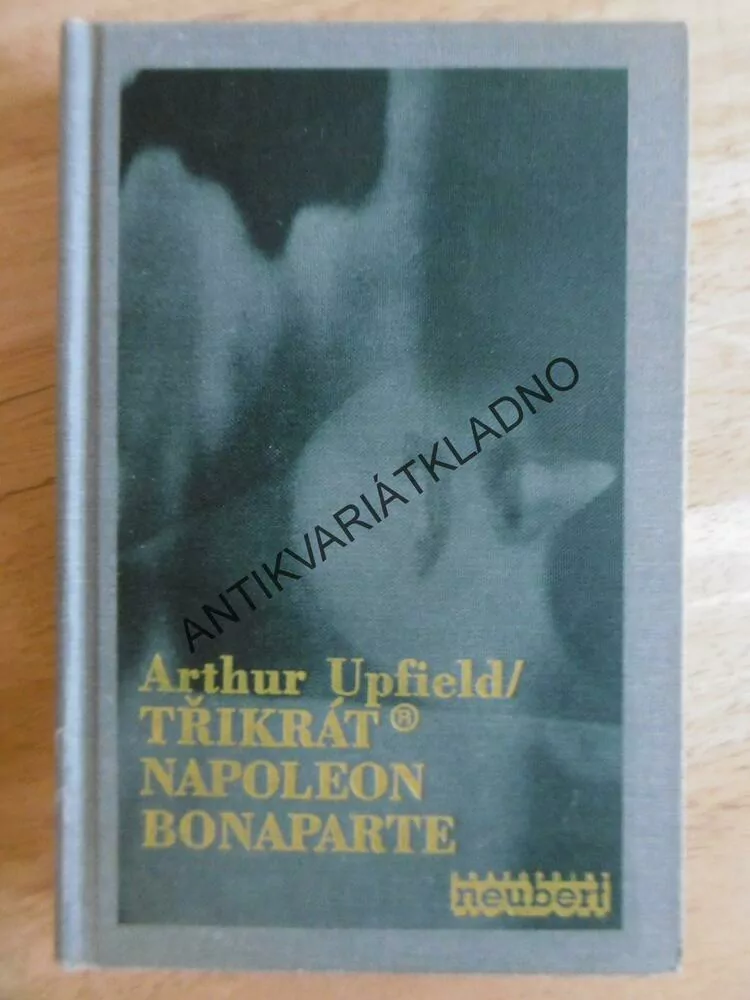 ANTIKVARIÁTKLADNO
Arthur Upfield/
TŘIKRÁT ®
NAPOLEON
BONAPARTE
neubert